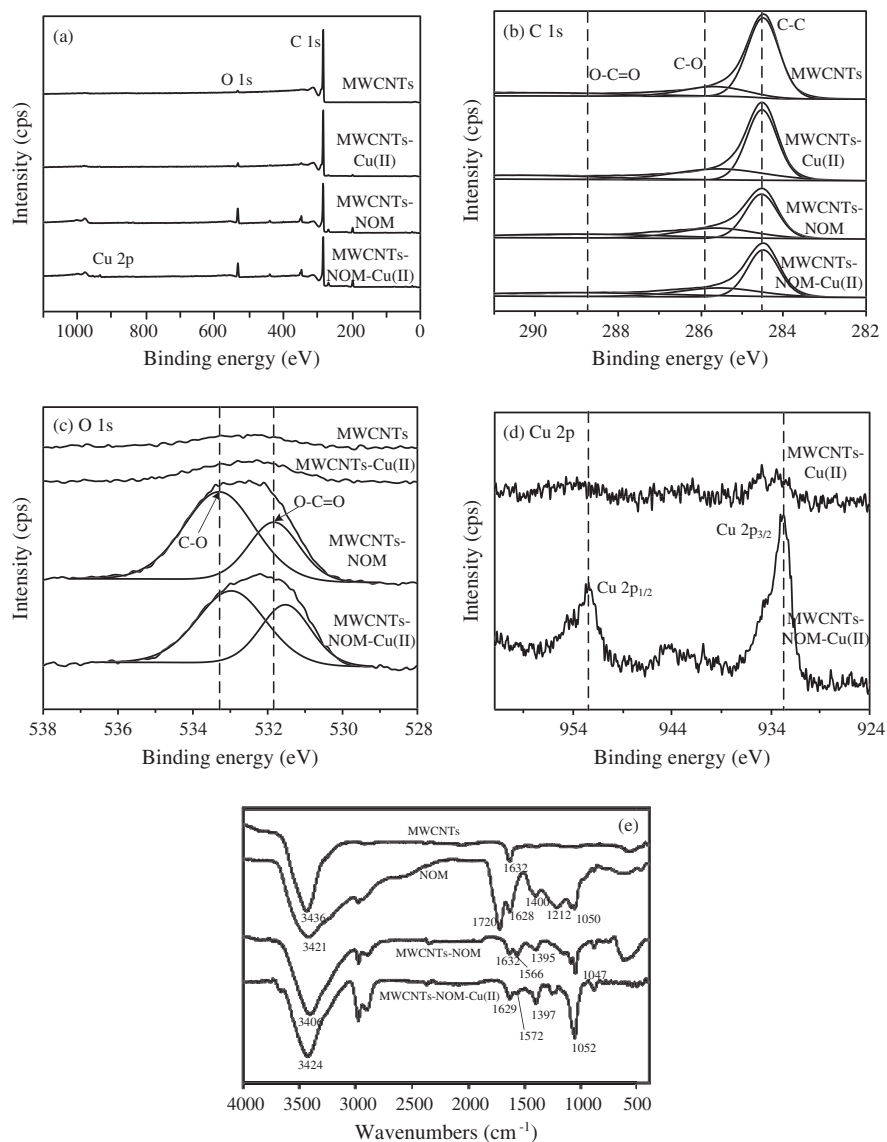 (a)
C 1s
O 1s
MWCNTs
MWCNTs-
Cu(II)
MWCNTs-
NOM
Cu 2p
MWCNTs-
NOM-Cu(II)
Intensity (cps)
1000 800 600 400 200 0
Binding energy (eV)
(b) C 1s
C-C
C-O
O-C=O
MWCNTs
MWCNTs-
Cu(II)
MWCNTs-
NOM
MWCNTs-
NOM-Cu(II)
Intensity (cps)
290 288 286 284 282
Binding energy (eV)
(c) O 1s
MWCNTs
MWCNTs-Cu(II)
O-C=O
C-O
MWCNTs-
NOM
MWCNTs-
NOM-Cu(II)
Intensity (cps)
538 536 534 532 530 528
Binding energy (eV)
(d) Cu 2p
MWCNTs-
Cu(II)
Cu 2p3/2
Cu 2p1/2
MWCNTs-
NOM-Cu(II)
Intensity (cps)
954 944 934 924
Binding energy (eV)
(e)
MWCNTs
1632
NOM
3436
1720 1628 1400 1212 1050
3421
MWCNTs-NOM
1632 1566 1395 1047
3406
MWCNTs-NOM-Cu(II)
1629 1572 1397 1052
3424
4000 3500 3000 2500 2000 1500 1000 500
Wavenumbers (cm-1)